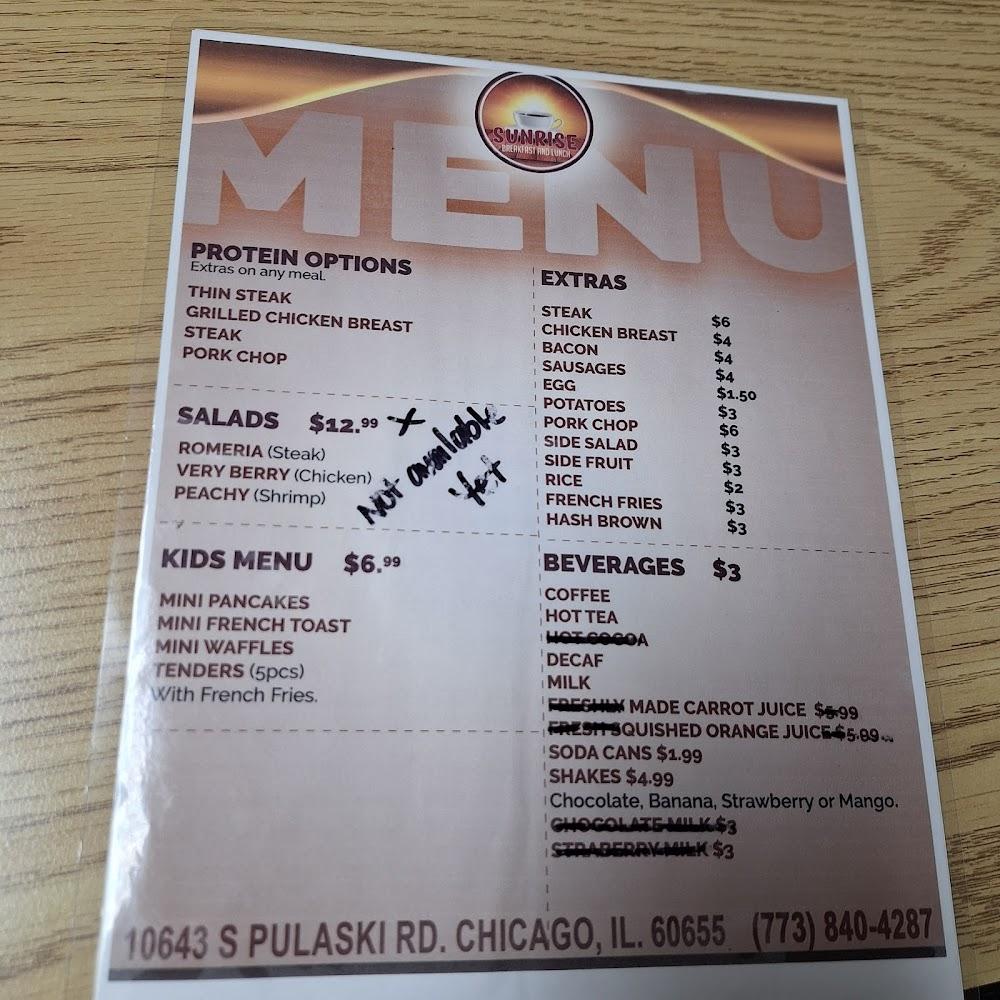 SUNRISE
BREAKFAST AND LUNCH
MENU
PROTEIN OPTIONS
Extras on any meal.
THIN STEAK
GRILLED CHICKEN BREAST
STEAK
PORK CHOP
SALADS $12.99 X
Not available
Yet
ROMERIA (Steak)
VERY BERRY (Chicken)
PEACHY (Shrimp)
KIDS MENU $6.99
MINI PANCAKES
MINI FRENCH TOAST
MINI WAFFLES
TENDERS (5pcs)
With French Fries.
EXTRAS
STEAK $6
CHICKEN BREAST $4
BACON $4
SAUSAGES $4
EGG $1.50
POTATOES $3
PORK CHOP $6
SIDE SALAD $3
SIDE FRUIT $3
RICE $2
FRENCH FRIES $3
HASH BROWN $3
BEVERAGES $3
COFFEE
HOT TEA
HOT COCOA
DECAF
MILK
FRESHLY MADE CARROT JUICE $5.99
FRESH SQUISHED ORANGE JUICE $5.89
SODA CANS $1.99
SHAKES $4.99
Chocolate, Banana, Strawberry or Mango.
CHOCOLATE MILK $3
STRABERRY MILK $3
10643 S PULASKI RD. CHICAGO, IL. 60655 (773) 840-4287